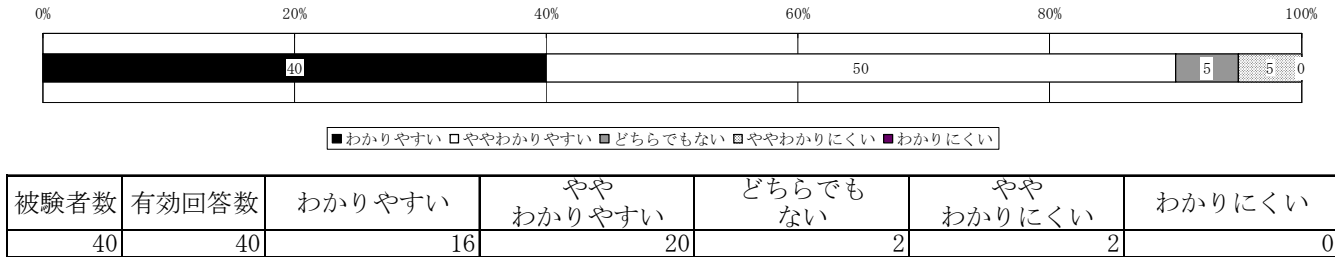 0% 20% 40% 60% 80% 100%
40 50 5 5 0
■わかりやすい □ややわかりやすい ■どちらでもない □ややわかりにくい ■わかりにくい
被験者数 有効回答数 わかりやすい やや わかりやすい どちらでも ない やや わかりにくい わかりにくい
40 40 16 20 2 2 0